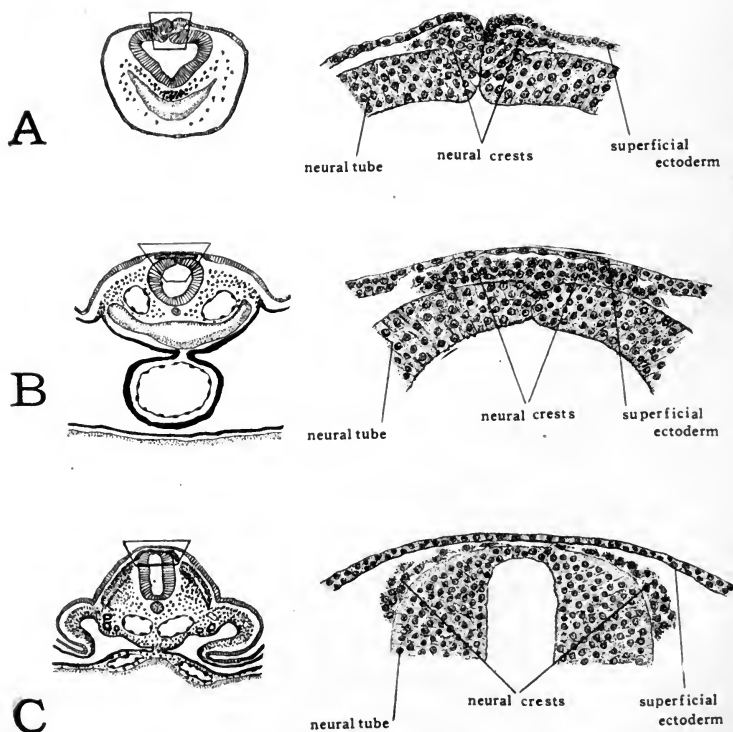 A
neural tube
neural crests
superficial
ectoderm
B
neural tube
neural crests
superficial
ectoderm
C
neural tube
neural crests
superficial
ectoderm